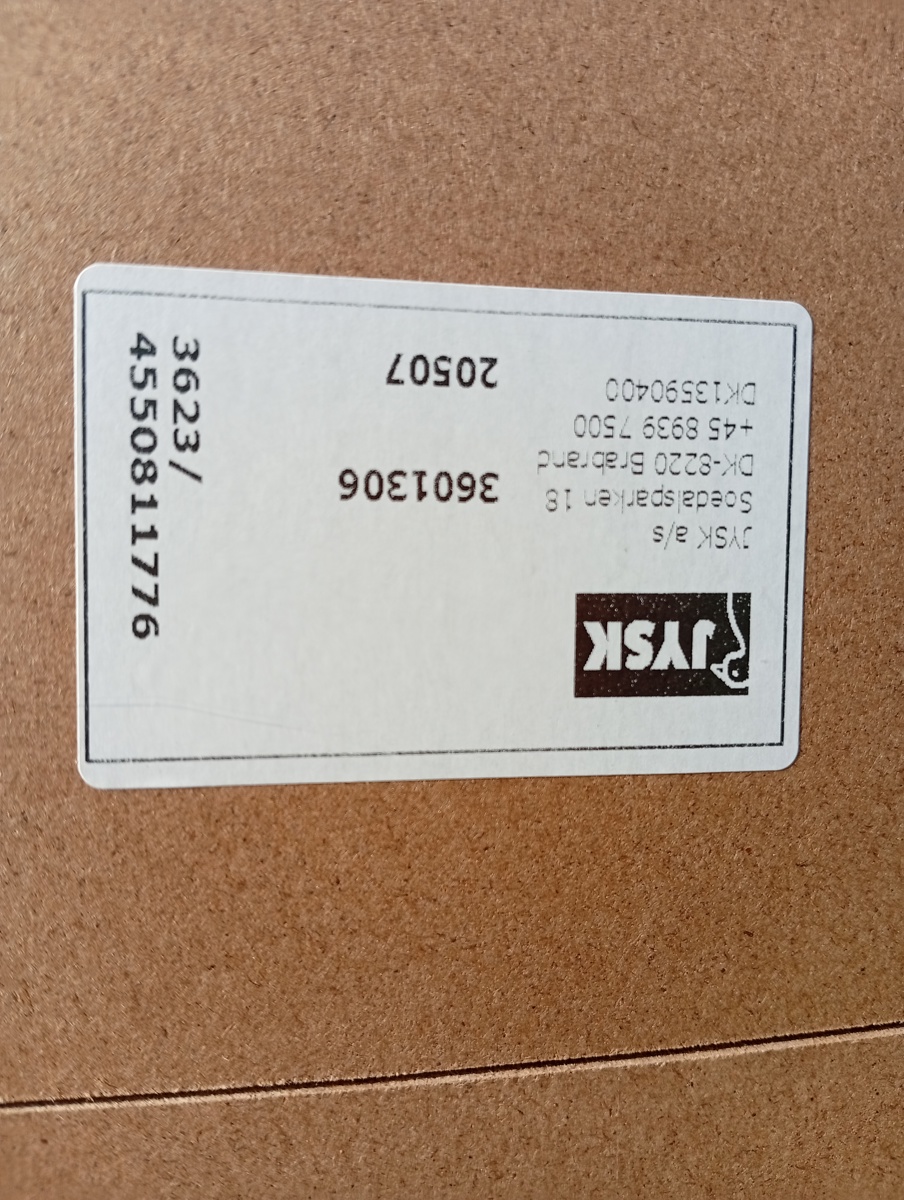 JYSK
JYSK a/s
Soedalsparken 18
DK-8220 Brabrand
+45 8939 7500
DK13590400
3601306
20507
3623/
4550811776